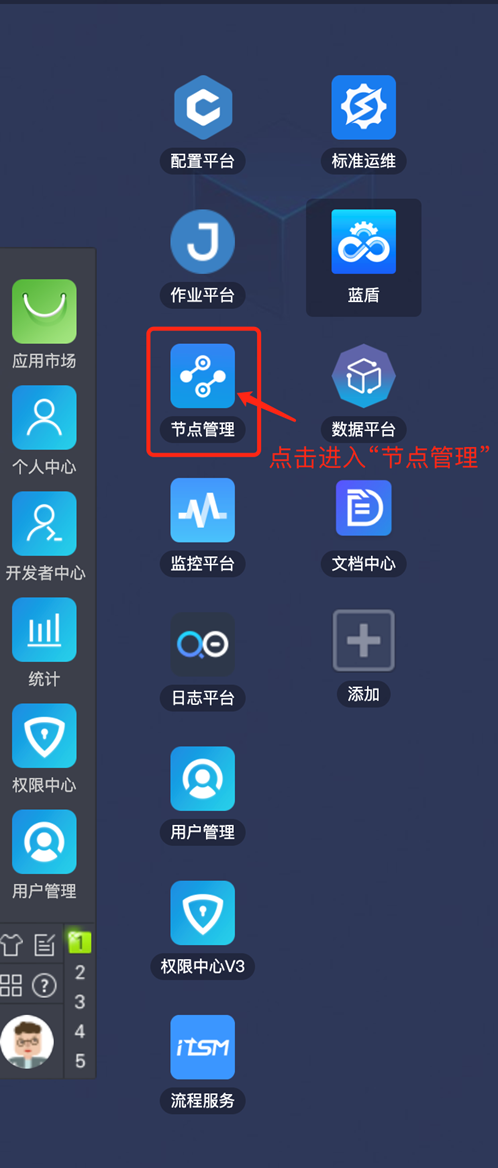 配置平台
标准运维
作业平台
蓝盾
节点管理
数据平台
点击进入“节点管理”
监控平台
文档中心
日志平台
添加
用户管理
权限中心V3
iTSM
流程服务
应用市场
个人中心
开发者中心
统计
权限中心
用户管理
1
2
3
4
5